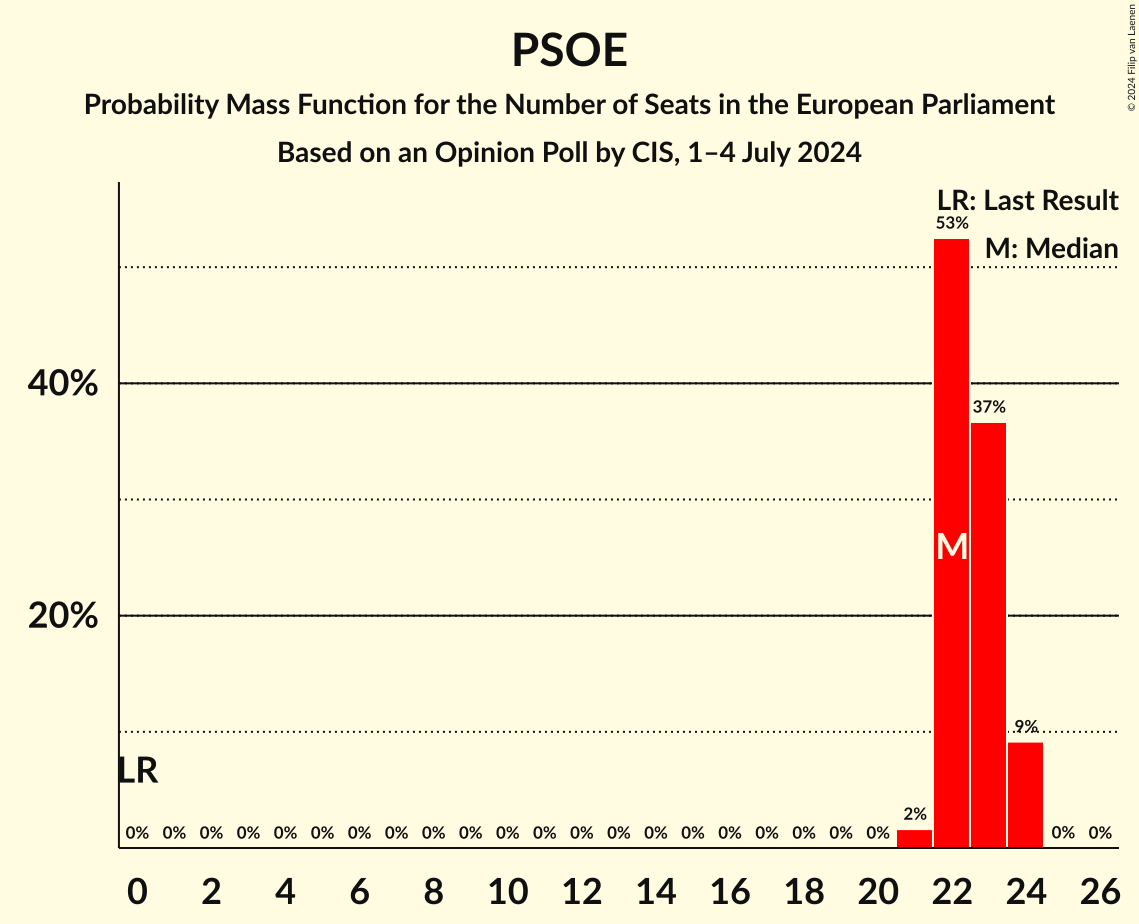 PSOE
Probability Mass Function for the Number of Seats in the European Parliament
Based on an Opinion Poll by CIS, 1–4 July 2024
© 2024 Filip van Laenen
LR: Last Result
M: Median
53%
40%
37%
M
20%
9%
LR
2%
0% 0% 0% 0% 0% 0% 0% 0% 0% 0% 0% 0% 0% 0% 0% 0% 0% 0% 0% 0% 0% 0% 0%
0 2 4 6 8 10 12 14 16 18 20 22 24 26